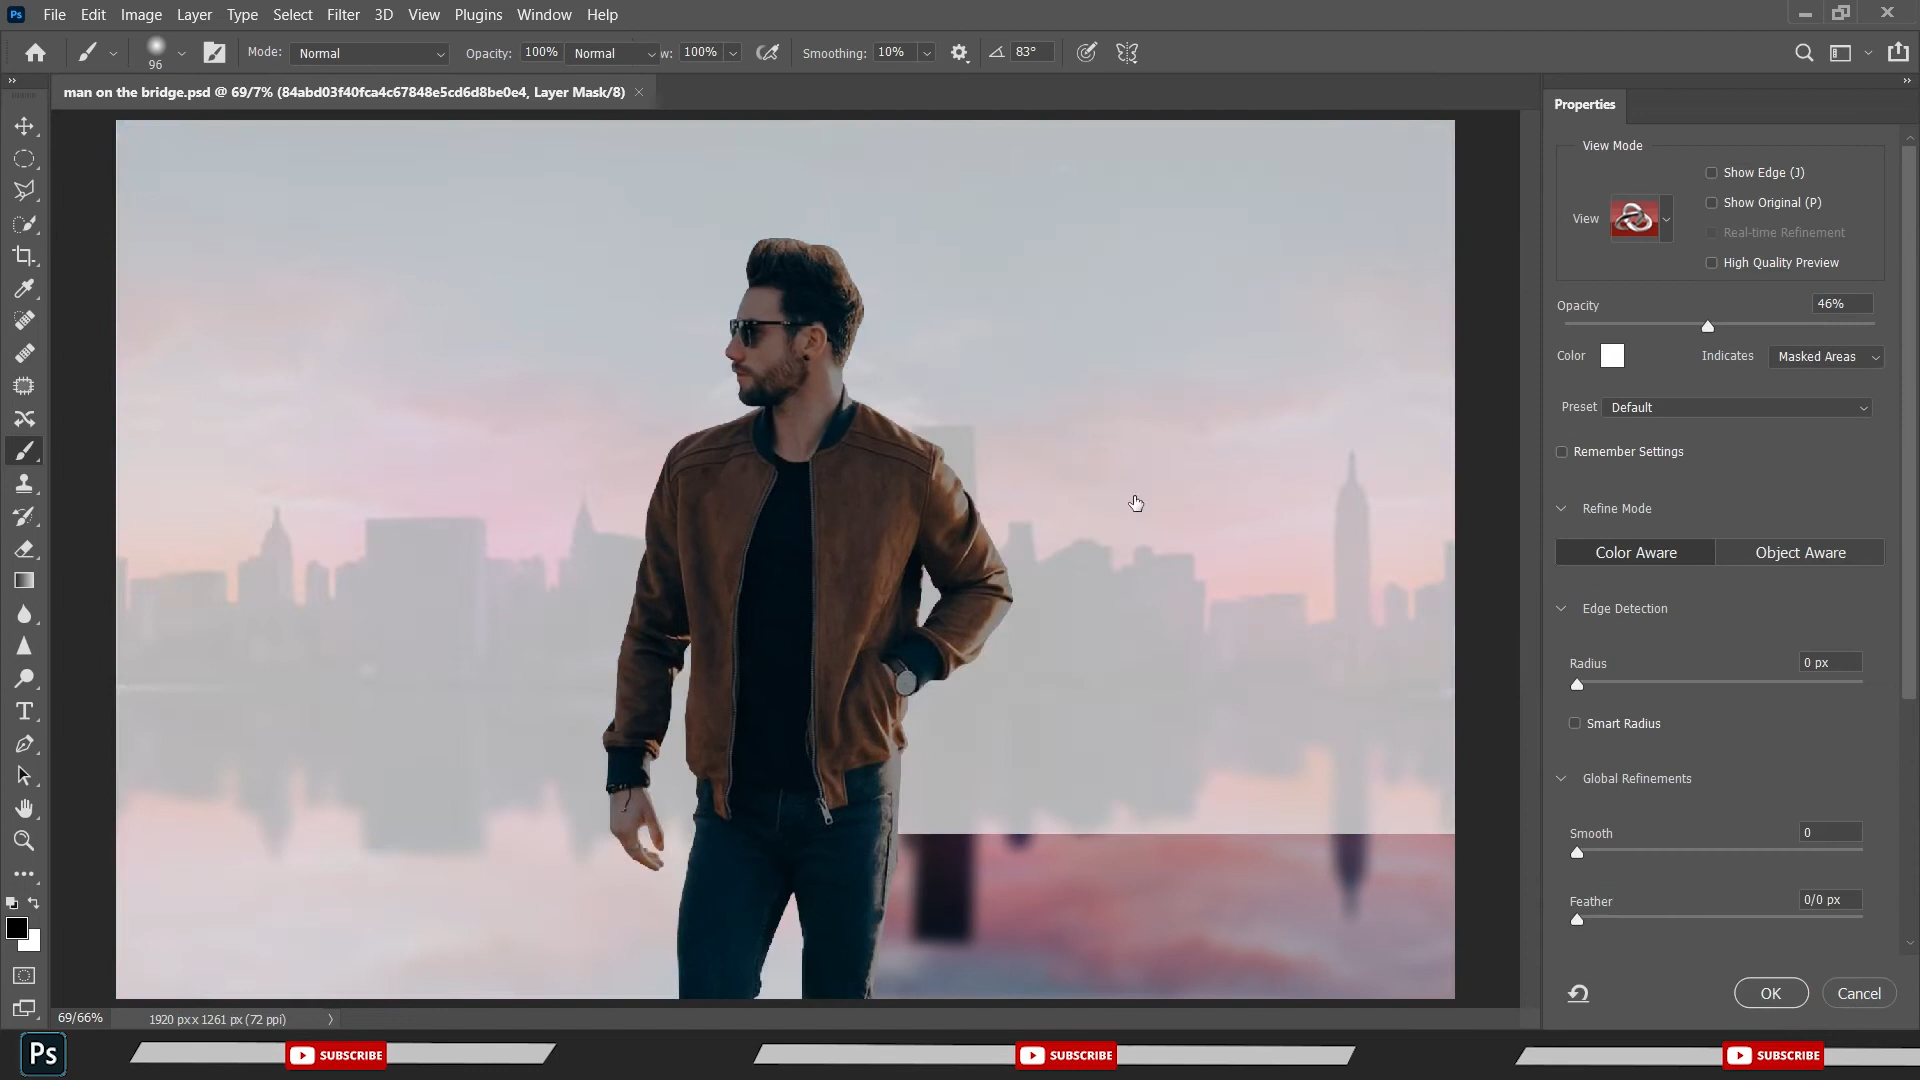 Ps File Edit Image Layer Type Select Filter 3D View Plugins Window Help
96 Mode: Normal Opacity: 100% Normal w: 100% Smoothing: 10% 83°
man on the bridge.psd @ 69/7% (84abd03f40fca4c67848e5cd6d8be0e4, Layer Mask/8) ×
Properties
View Mode
Show Edge (J)
Show Original (P)
View
Real-time Refinement
High Quality Preview
Opacity 46%
Color Indicates Masked Areas
Preset Default
Remember Settings
Refine Mode
Color Aware Object Aware
Edge Detection
Radius 0 px
Smart Radius
Global Refinements
Smooth 0
Feather 0/0 px
OK Cancel
69/66% 1920 px x 1261 px (72 ppi)
Ps SUBSCRIBE SUBSCRIBE SUBSCRIBE